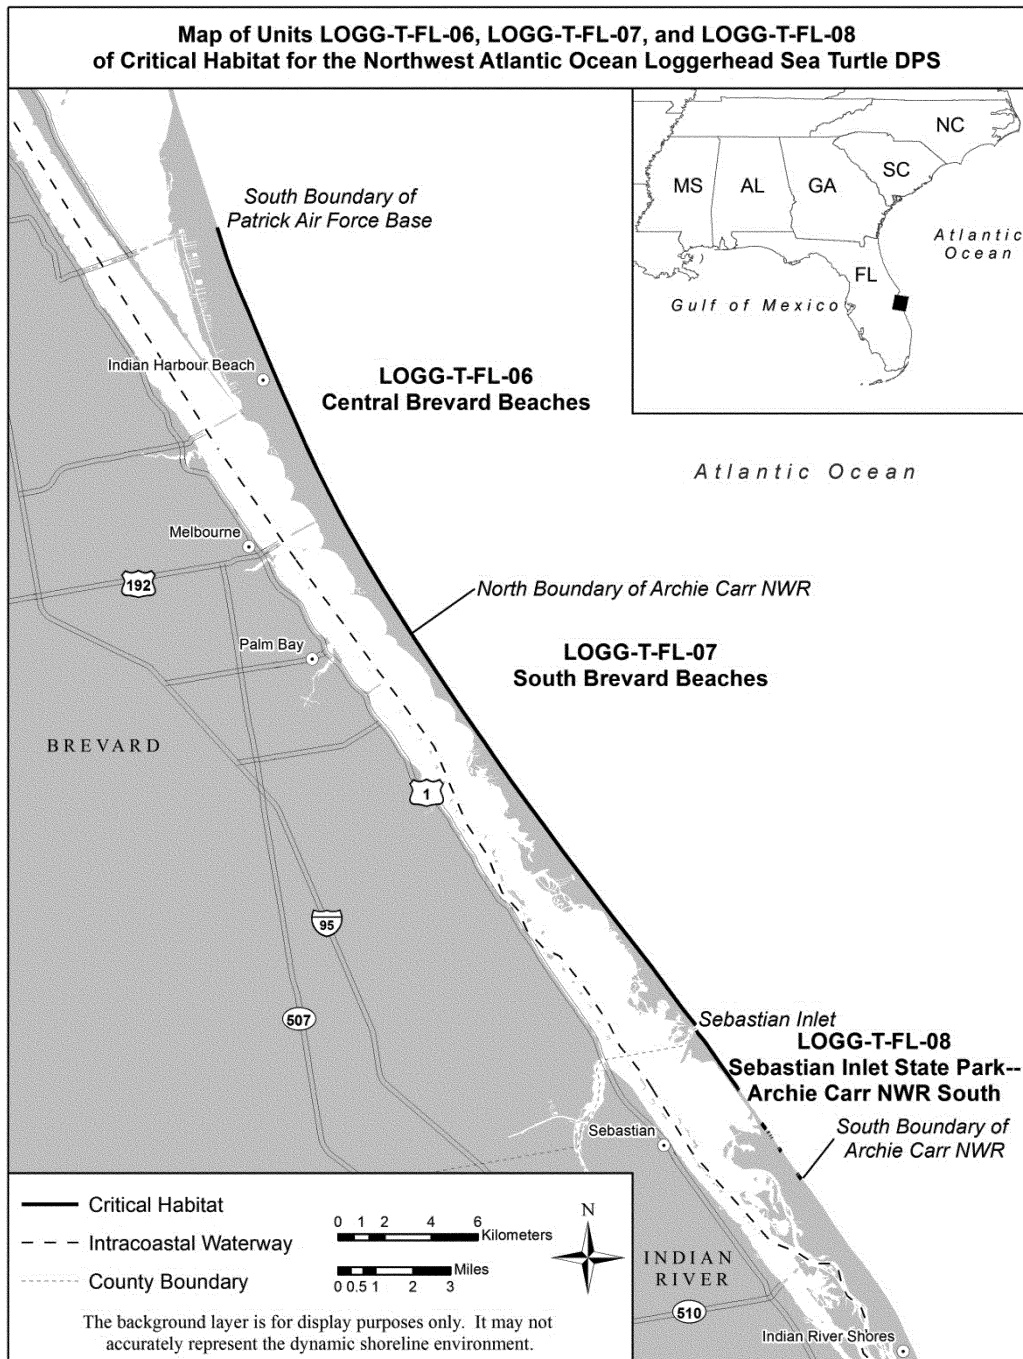 Map of Units LOGG-T-FL-06, LOGG-T-FL-07, and LOGG-T-FL-08
of Critical Habitat for the Northwest Atlantic Ocean Loggerhead Sea Turtle DPS
NC
SC
MS
AL
GA
Atlantic
Ocean
FL
Gulf of Mexico
South Boundary of
Patrick Air Force Base
Indian Harbour Beach
LOGG-T-FL-06
Central Brevard Beaches
Atlantic Ocean
Melbourne
192
North Boundary of Archie Carr NWR
Palm Bay
LOGG-T-FL-07
South Brevard Beaches
BREVARD
1
95
507
Sebastian Inlet
LOGG-T-FL-08
Sebastian Inlet State Park--
Archie Carr NWR South
South Boundary of
Archie Carr NWR
Sebastian
Critical Habitat
Intracoastal Waterway
County Boundary
0 1 2 4 6
Kilometers
Miles
0 0.5 1 2 3
N
INDIAN
RIVER
510
Indian River Shores
The background layer is for display purposes only. It may not
accurately represent the dynamic shoreline environment.